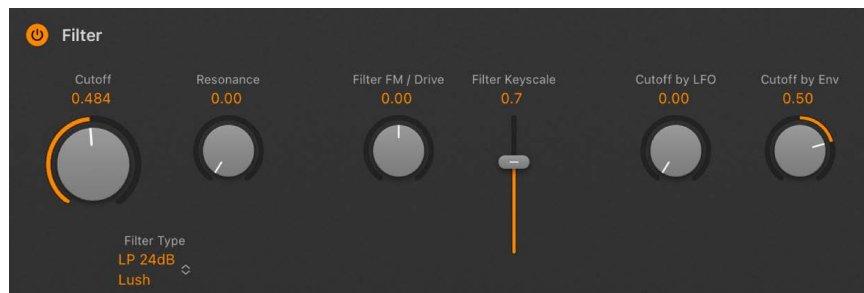 Filter
Cutoff
0.484
Resonance
0.00
Filter FM / Drive
0.00
Filter Keyscale
0.7
Cutoff by LFO
0.00
Cutoff by Env
0.50
Filter Type
LP 24dB
Lush